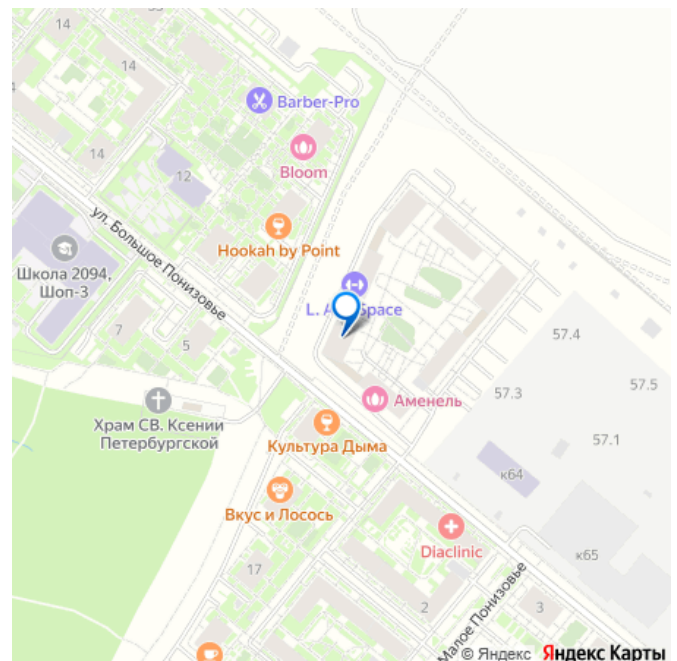 14
14
Barber-Pro
14
12
Bloom
ул. Большое Понизовье
Hookah by Point
Школа 2094,
Шоп-3
L. A
Space
7
5
57.4
57.5
57.3
Аменель
Храм СВ. Ксении
Петербургской
57.1
Культура Дыма
к64
Вкус и Лосось
Diaclinic
к65
17
2
3
Малое Понизовье
© Яндекс Яндекс Карты